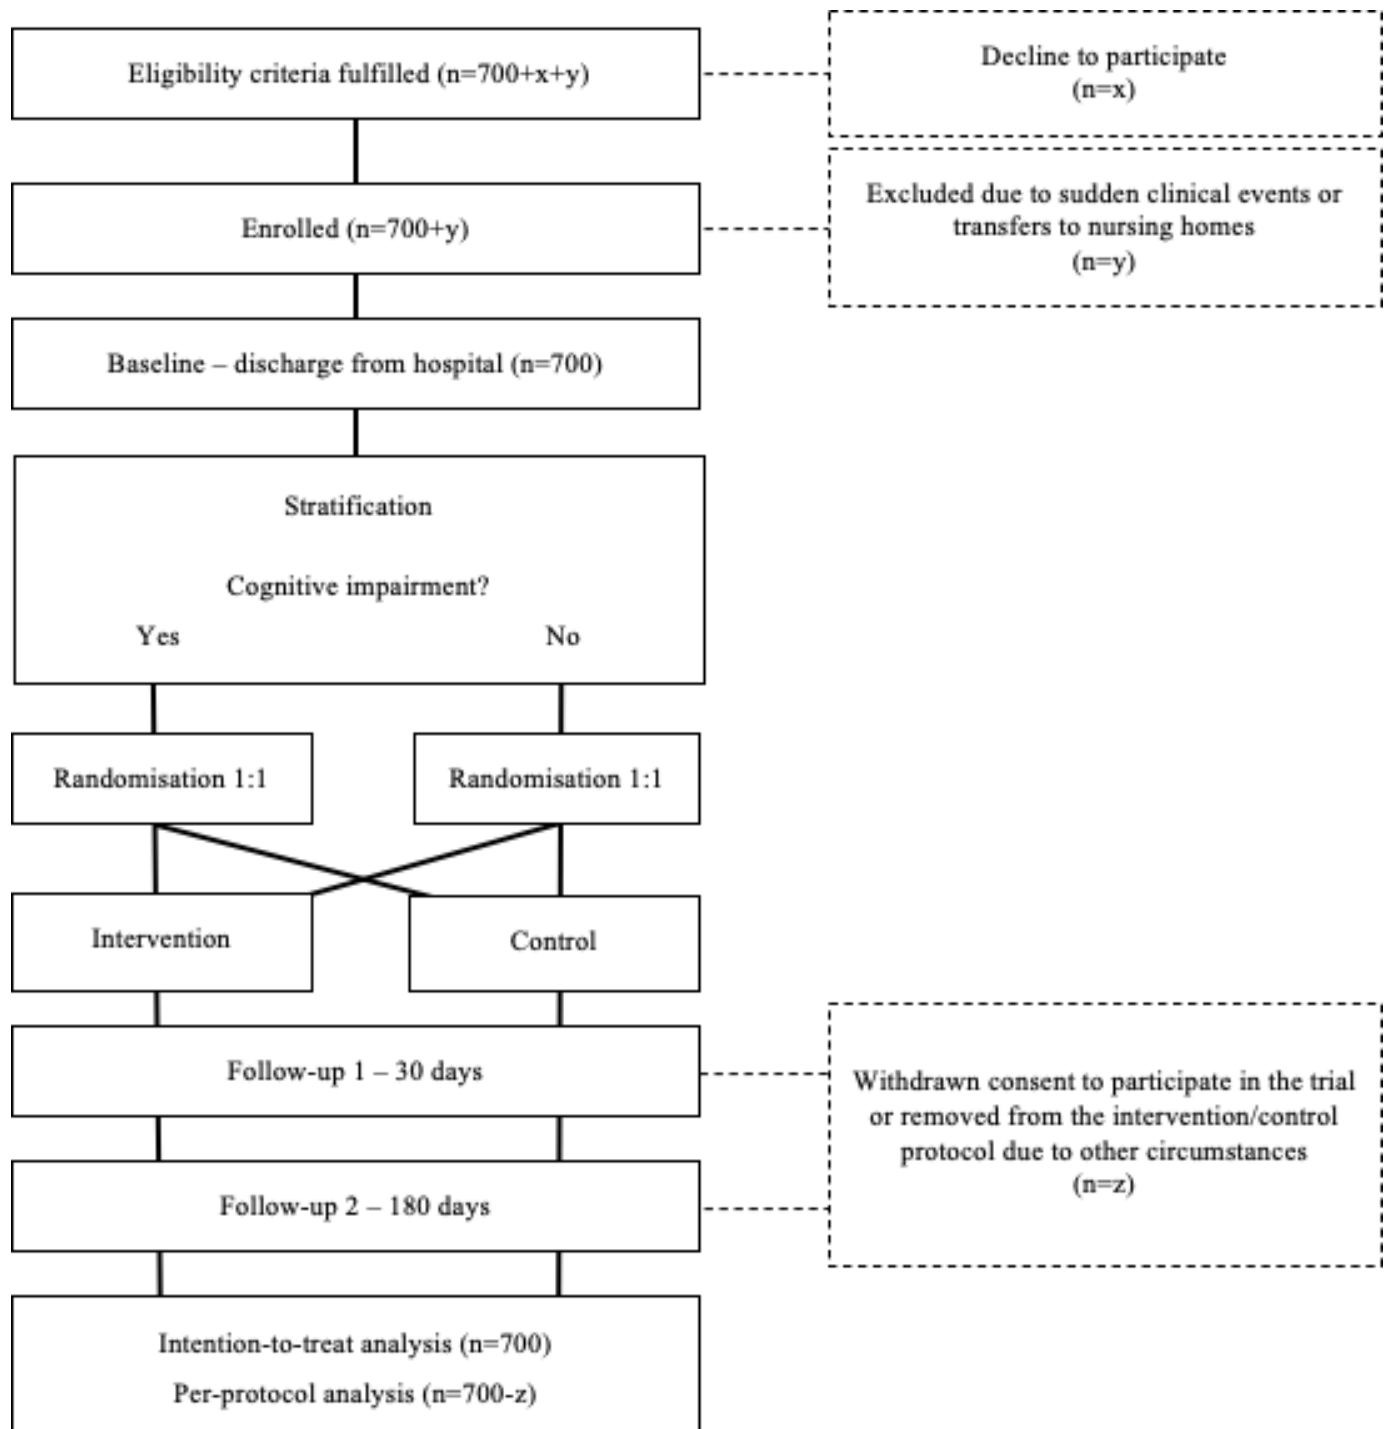 Eligibility criteria fulfilled (n=700+x+y)
Decline to participate
(n=x)
Enrolled (n=700+y)
Excluded due to sudden clinical events or
transfers to nursing homes
(n=y)
Baseline – discharge from hospital (n=700)
Stratification
Cognitive impairment?
Yes
No
Randomisation 1:1
Randomisation 1:1
Intervention
Control
Follow-up 1 – 30 days
Withdrawn consent to participate in the trial
or removed from the intervention/control
protocol due to other circumstances
(n=z)
Follow-up 2 – 180 days
Intention-to-treat analysis (n=700)
Per-protocol analysis (n=700-z)